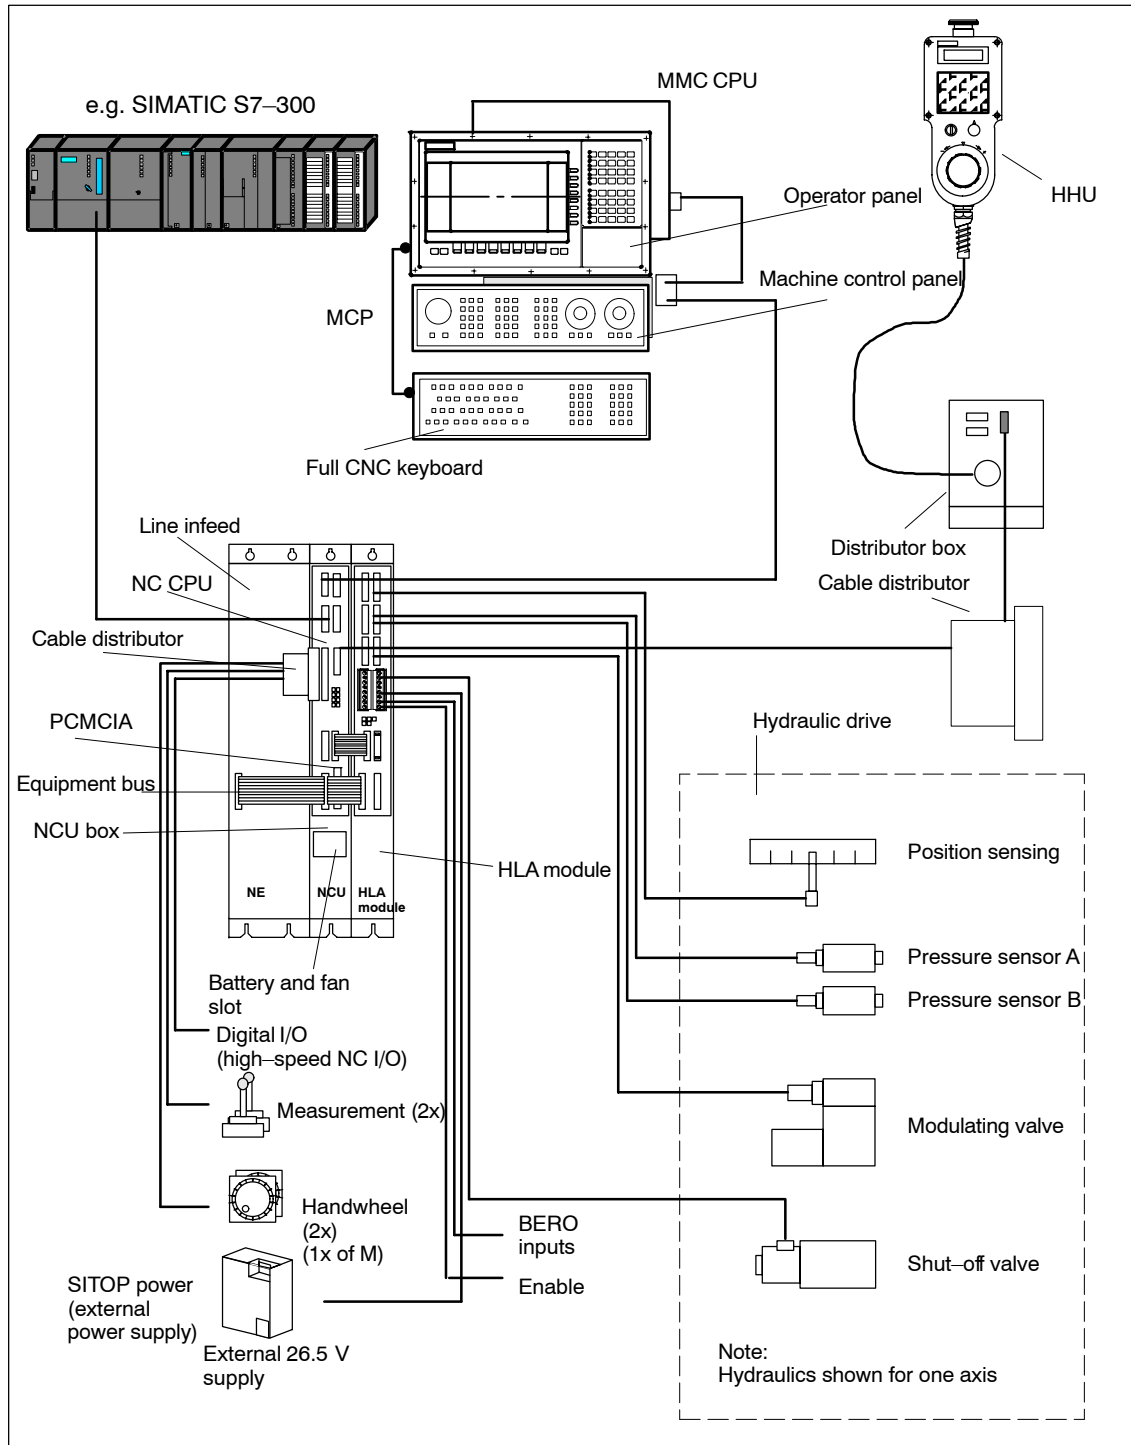 e.g. SIMATIC S7–300
MMC CPU
Operator panel
HHU
Machine control panel
MCP
Full CNC keyboard
Line infeed
NC CPU
Distributor box
Cable distributor
Cable distributor
PCMCIA
Hydraulic drive
Equipment bus
NCU box
HLA module
NE
NCU
HLA
module
Position sensing
Pressure sensor A
Pressure sensor B
Battery and fan
slot
Digital I/O
(high–speed NC I/O)
Measurement (2x)
Modulating valve
Handwheel
(2x)
(1x of M)
BERO
inputs
Enable
Shut–off valve
SITOP power
(external
power supply)
External 26.5 V
supply
Note:
Hydraulics shown for one axis